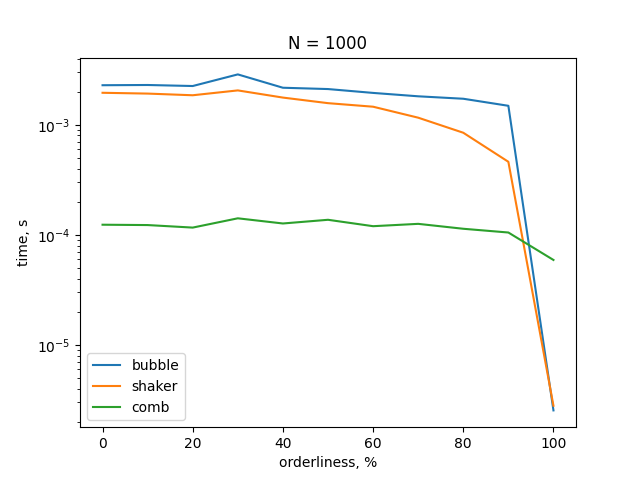 N = 1000
time, s
10⁻³
10⁻⁴
10⁻⁵
bubble
shaker
comb
0 20 40 60 80 100
orderliness, %